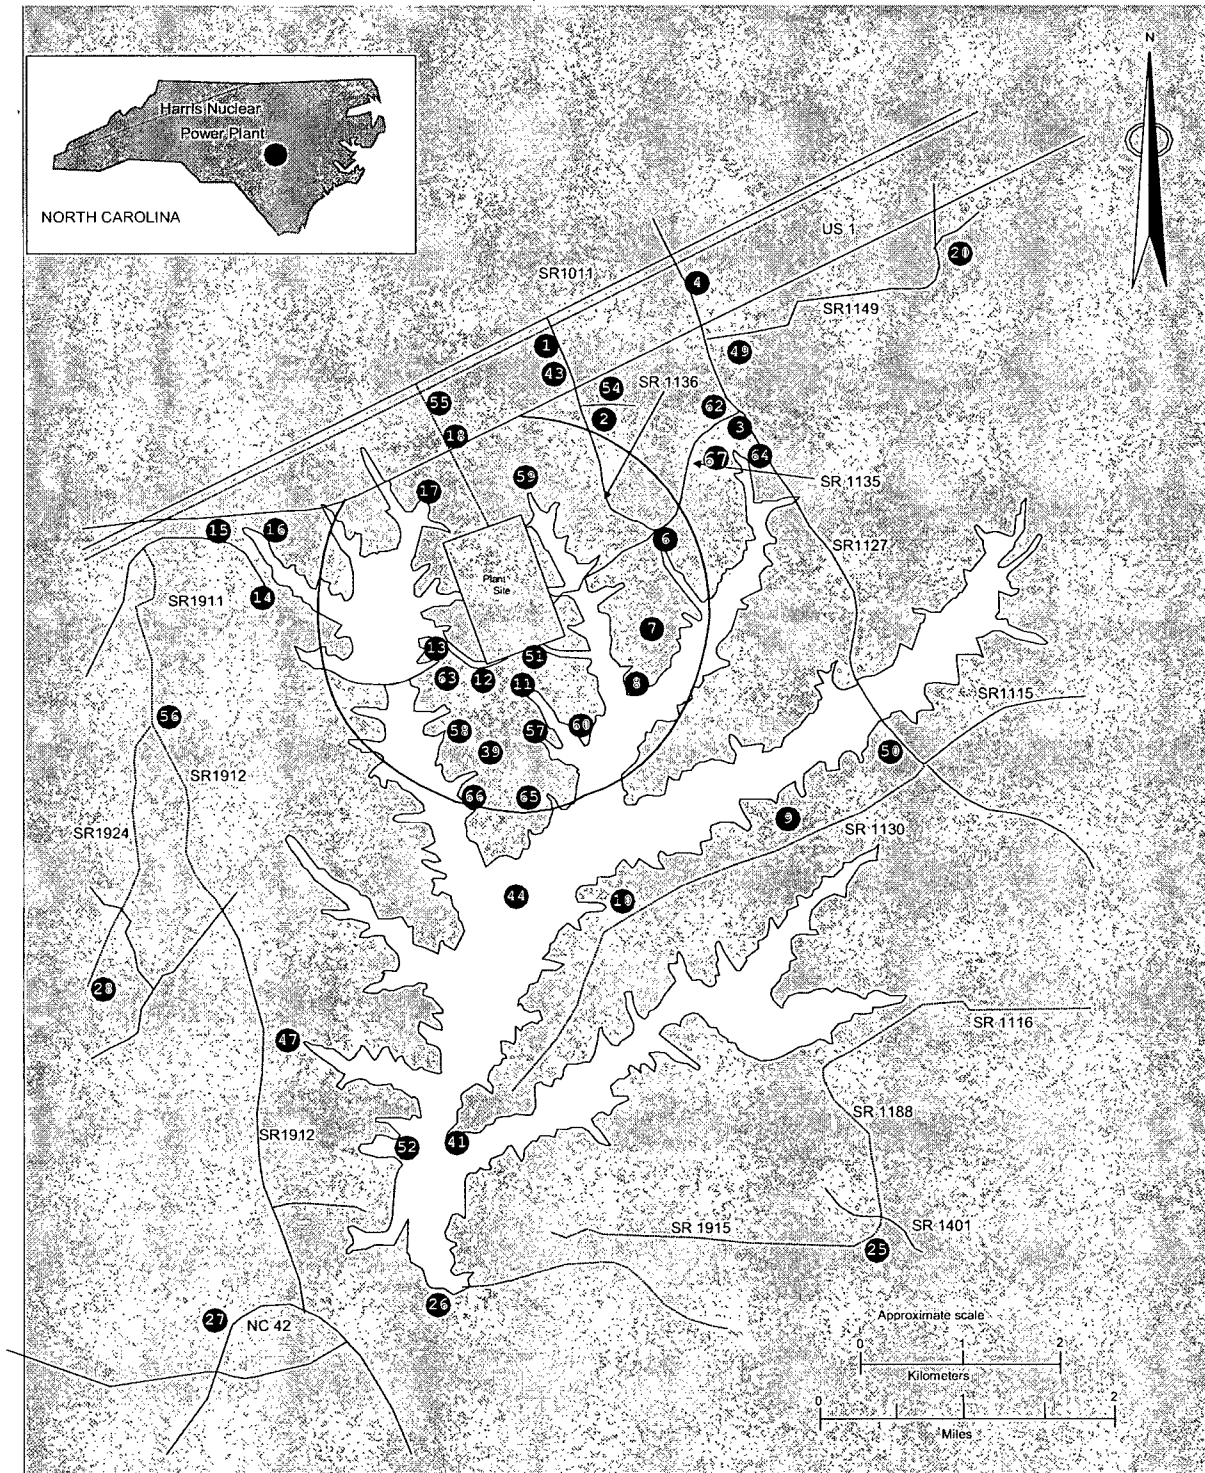 N
Harris Nuclear
Power Plant
NORTH CAROLINA
US 1
20
SR1011
4
SR1149
1
49
43
54
SR 1136
55
62
2
3
18
64
67
59
SR 1135
17
15
16
6
SR1127
Plant
Site
14
SR1911
7
13
51
63
12
11
8
SR1115
56
60
58
57
50
39
SR1912
66
65
9
SR 1130
SR1924
44
10
28
SR 1116
47
SR 1188
SR1912
52
41
SR 1915
SR 1401
25
26
27
NC 42
Approximate scale
0
1
2
Kilometers
0
1
2
Miles